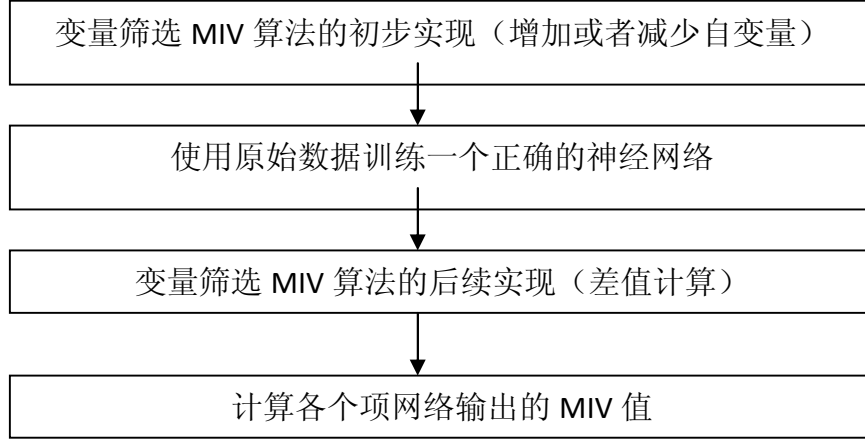 变量筛选 MIV 算法的初步实现（增加或者减少自变量）
使用原始数据训练一个正确的神经网络
变量筛选 MIV 算法的后续实现（差值计算）
计算各个项网络输出的 MIV 值